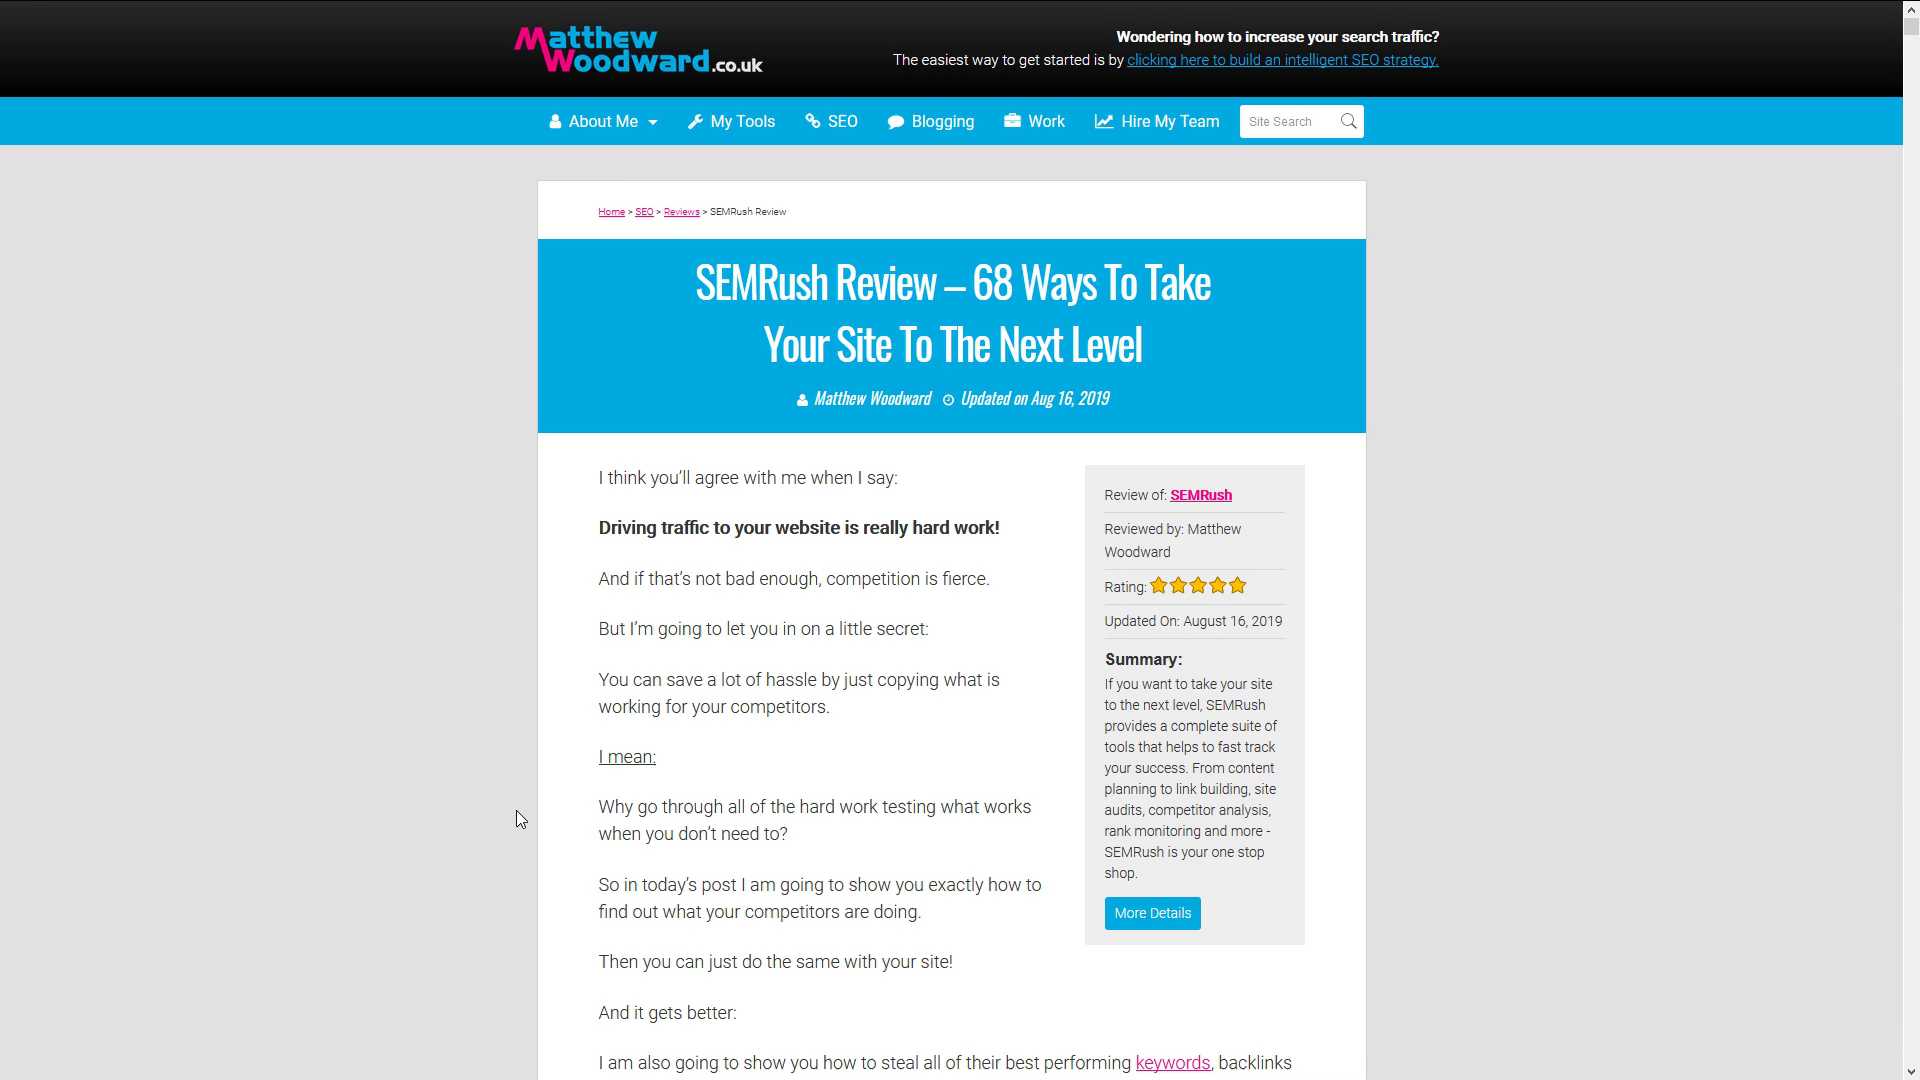 Matthew
Woodward.co.uk
Wondering how to increase your search traffic?
The easiest way to get started is by clicking here to build an intelligent SEO strategy.
About Me
My Tools
SEO
Blogging
Work
Hire My Team
Site Search
Home > SEO > Reviews > SEMRush Review
SEMRush Review – 68 Ways To Take
Your Site To The Next Level
Matthew Woodward Updated on Aug 16, 2019
I think you’ll agree with me when I say:
Driving traffic to your website is really hard work!
And if that’s not bad enough, competition is fierce.
But I’m going to let you in on a little secret:
You can save a lot of hassle by just copying what is
working for your competitors.
I mean:
Why go through all of the hard work testing what works
when you don’t need to?
So in today’s post I am going to show you exactly how to
find out what your competitors are doing.
Then you can just do the same with your site!
And it gets better:
I am also going to show you how to steal all of their best performing keywords, backlinks
Review of: SEMRush
Reviewed by: Matthew
Woodward
Rating:
Updated On: August 16, 2019
Summary:
If you want to take your site
to the next level, SEMRush
provides a complete suite of
tools that helps to fast track
your success. From content
planning to link building, site
audits, competitor analysis,
rank monitoring and more -
SEMRush is your one stop
shop.
More Details